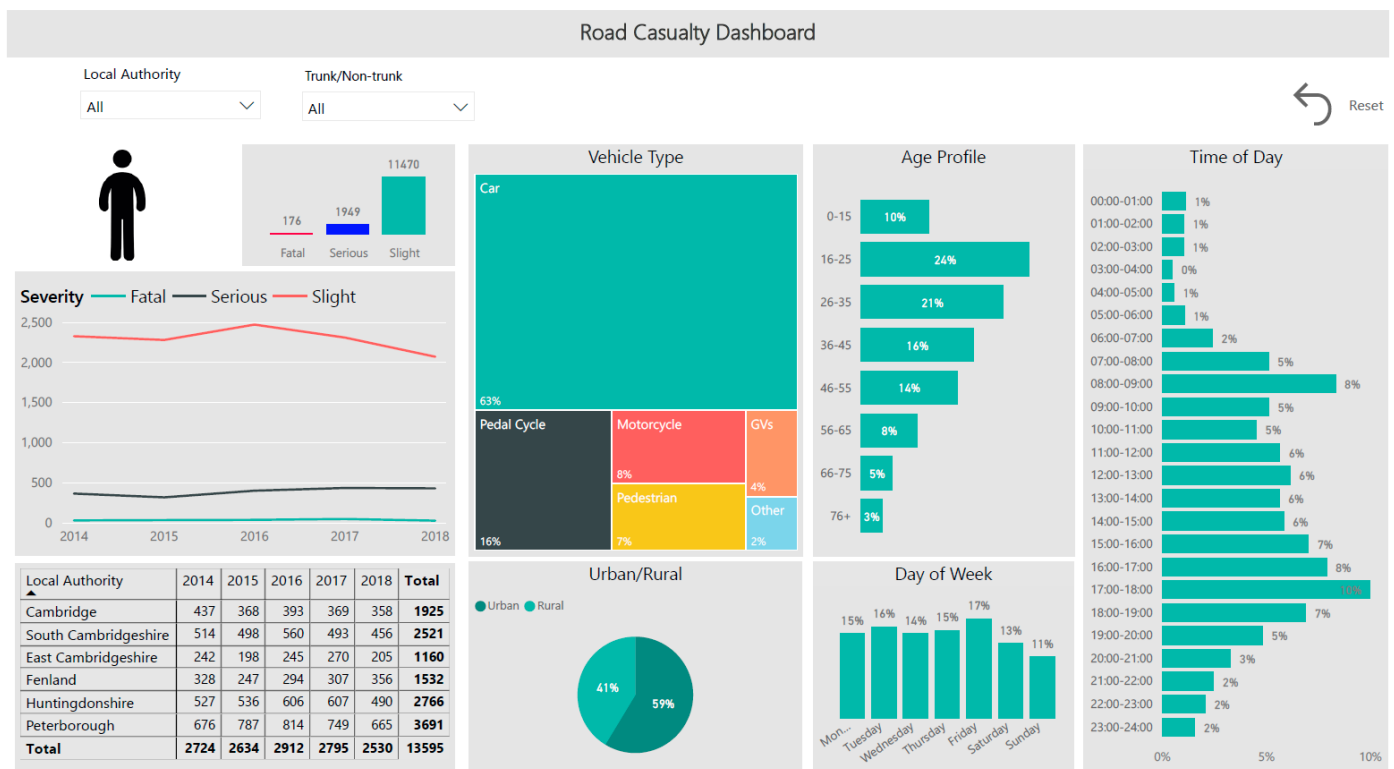 Road Casualty Dashboard
Local Authority
All
Trunk/Non-trunk
All
Reset
176
1949
11470
Fatal
Serious
Slight
Severity Fatal Serious Slight
2,500
2,000
1,500
1,000
500
0
2014 2015 2016 2017 2018
Local Authority 2014 2015 2016 2017 2018 Total
Cambridge 437 368 393 369 358 1925
South Cambridgeshire 514 498 560 493 456 2521
East Cambridgeshire 242 198 245 270 205 1160
Fenland 328 247 294 307 356 1532
Huntingdonshire 527 536 606 607 490 2766
Peterborough 676 787 814 749 665 3691
Total 2724 2634 2912 2795 2530 13595
Vehicle Type
Car
63%
Pedal Cycle
16%
Motorcycle
8%
Pedestrian
7%
GVs
4%
Other
2%
Urban/Rural
Urban Rural
41%
59%
Age Profile
0-15 10%
16-25 24%
26-35 21%
36-45 16%
46-55 14%
56-65 8%
66-75 5%
76+ 3%
Day of Week
15% 16% 14% 15% 17% 13% 11%
Mon... Tuesday Wednesday Thursday Friday Saturday Sunday
Time of Day
00:00-01:00 1%
01:00-02:00 1%
02:00-03:00 1%
03:00-04:00 0%
04:00-05:00 1%
05:00-06:00 1%
06:00-07:00 2%
07:00-08:00 5%
08:00-09:00 8%
09:00-10:00 5%
10:00-11:00 5%
11:00-12:00 6%
12:00-13:00 6%
13:00-14:00 6%
14:00-15:00 6%
15:00-16:00 7%
16:00-17:00 8%
17:00-18:00 10%
18:00-19:00 7%
19:00-20:00 5%
20:00-21:00 3%
21:00-22:00 2%
22:00-23:00 2%
23:00-24:00 2%
0% 5% 10%